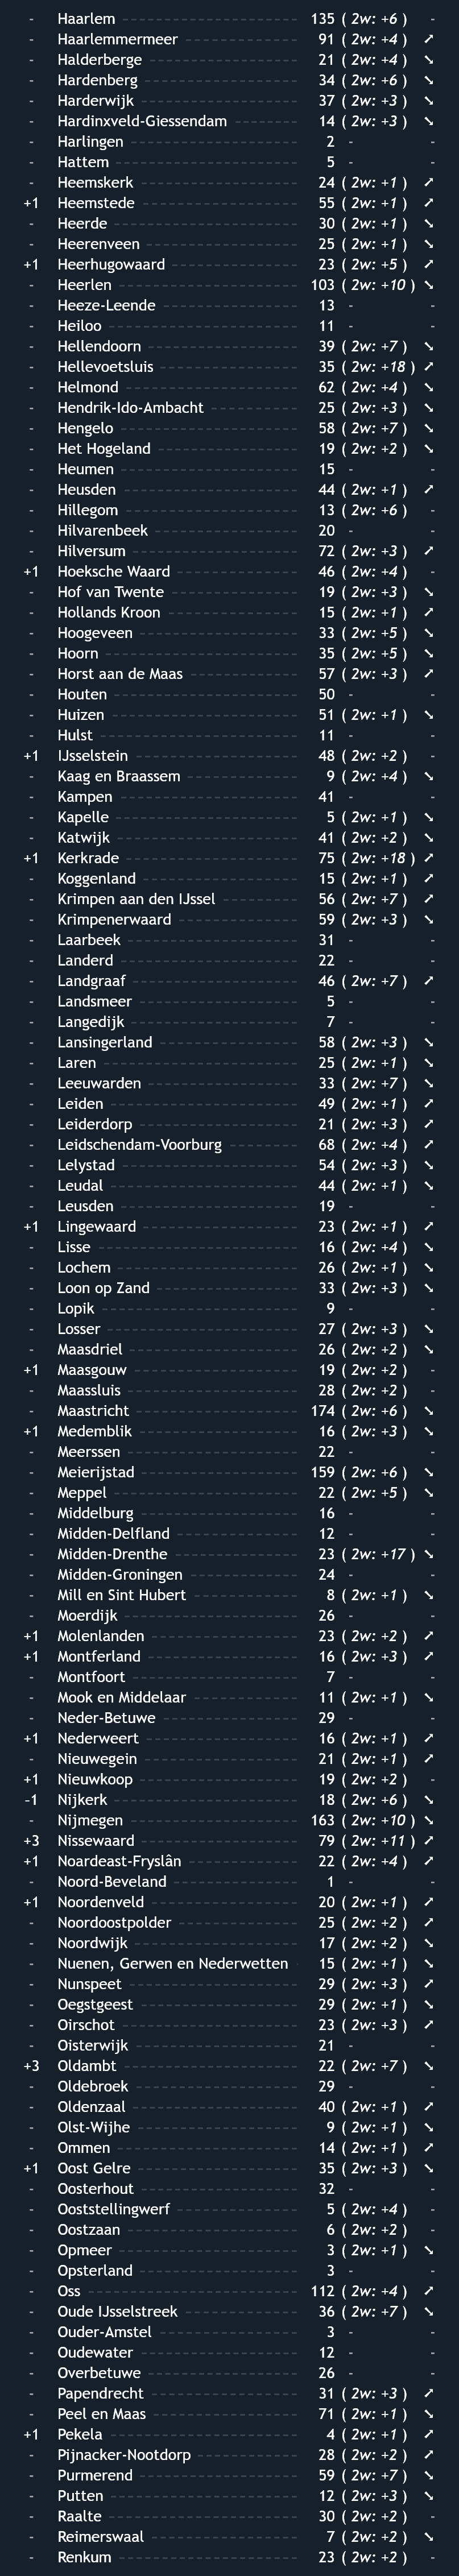 - Haarlem 135 ( 2w: +6 ) -
- Haarlemmermeer 91 ( 2w: +4 ) ↗
- Halderberge 21 ( 2w: +4 ) ↘
- Hardenberg 34 ( 2w: +6 ) ↘
- Harderwijk 37 ( 2w: +3 ) ↘
- Hardinxveld-Giessendam 14 ( 2w: +3 ) ↘
- Harlingen 2 - -
- Hattem 5 - -
- Heemskerk 24 ( 2w: +1 ) ↗
+1 Heemstede 55 ( 2w: +1 ) ↗
- Heerde 30 ( 2w: +1 ) ↘
- Heerenveen 25 ( 2w: +1 ) ↘
+1 Heerhugowaard 23 ( 2w: +5 ) ↗
- Heerlen 103 ( 2w: +10 ) ↘
- Heeze-Leende 13 - -
- Heiloo 11 - -
- Hellendoorn 39 ( 2w: +7 ) ↘
- Hellevoetsluis 35 ( 2w: +18 ) ↗
- Helmond 62 ( 2w: +4 ) ↘
- Hendrik-Ido-Ambacht 25 ( 2w: +3 ) ↘
- Hengelo 58 ( 2w: +7 ) ↘
- Het Hogeland 19 ( 2w: +2 ) ↘
- Heumen 15 - -
- Heusden 44 ( 2w: +1 ) ↗
- Hillegom 13 ( 2w: +6 ) -
- Hilvarenbeek 20 - -
- Hilversum 72 ( 2w: +3 ) ↗
+1 Hoeksche Waard 46 ( 2w: +4 ) -
- Hof van Twente 19 ( 2w: +3 ) ↘
- Hollands Kroon 15 ( 2w: +1 ) ↗
- Hoogeveen 33 ( 2w: +5 ) ↘
- Hoorn 35 ( 2w: +5 ) ↘
- Horst aan de Maas 57 ( 2w: +3 ) ↗
- Houten 50 - -
- Huizen 51 ( 2w: +1 ) ↘
- Hulst 11 - -
+1 IJsselstein 48 ( 2w: +2 ) -
- Kaag en Braassem 9 ( 2w: +4 ) ↘
- Kampen 41 - -
- Kapelle 5 ( 2w: +1 ) ↘
- Katwijk 41 ( 2w: +2 ) ↘
+1 Kerkrade 75 ( 2w: +18 ) ↗
- Koggenland 15 ( 2w: +1 ) ↗
- Krimpen aan den IJssel 56 ( 2w: +7 ) ↗
- Krimpenerwaard 59 ( 2w: +3 ) ↘
- Laarbeek 31 - -
- Landerd 22 - -
- Landgraaf 46 ( 2w: +7 ) ↗
- Landsmeer 5 - -
- Langedijk 7 - -
- Lansingerland 58 ( 2w: +3 ) ↘
- Laren 25 ( 2w: +1 ) ↘
- Leeuwarden 33 ( 2w: +7 ) ↘
- Leiden 49 ( 2w: +1 ) ↗
- Leiderdorp 21 ( 2w: +3 ) ↗
- Leidschendam-Voorburg 68 ( 2w: +4 ) ↗
- Lelystad 54 ( 2w: +3 ) ↘
- Leudal 44 ( 2w: +1 ) ↘
- Leusden 19 - -
+1 Lingewaard 23 ( 2w: +1 ) ↗
- Lisse 16 ( 2w: +4 ) ↘
- Lochem 26 ( 2w: +1 ) ↘
- Loon op Zand 33 ( 2w: +3 ) ↘
- Lopik 9 - -
- Losser 27 ( 2w: +3 ) ↘
- Maasdriel 26 ( 2w: +2 ) ↘
+1 Maasgouw 19 ( 2w: +2 ) -
- Maassluis 28 ( 2w: +2 ) -
- Maastricht 174 ( 2w: +6 ) ↘
+1 Medemblik 16 ( 2w: +3 ) ↘
- Meerssen 22 - -
- Meierijstad 159 ( 2w: +6 ) ↘
- Meppel 22 ( 2w: +5 ) ↘
- Middelburg 16 - -
- Midden-Delfland 12 - -
- Midden-Drenthe 23 ( 2w: +17 ) ↘
- Midden-Groningen 24 - -
- Mill en Sint Hubert 8 ( 2w: +1 ) ↘
- Moerdijk 26 - -
+1 Molenlanden 23 ( 2w: +2 ) ↗
+1 Montferland 16 ( 2w: +3 ) ↗
- Montfoort 7 - -
- Mook en Middelaar 11 ( 2w: +1 ) ↘
- Neder-Betuwe 29 - -
+1 Nederweert 16 ( 2w: +1 ) ↗
- Nieuwegein 21 ( 2w: +1 ) ↗
+1 Nieuwkoop 19 ( 2w: +2 ) -
-1 Nijkerk 18 ( 2w: +6 ) ↘
- Nijmegen 163 ( 2w: +10 ) ↘
+3 Nissewaard 79 ( 2w: +11 ) ↗
+1 Noardeast-Fryslân 22 ( 2w: +4 ) ↗
- Noord-Beveland 1 - -
+1 Noordenveld 20 ( 2w: +1 ) ↗
- Noordoostpolder 25 ( 2w: +2 ) ↗
- Noordwijk 17 ( 2w: +2 ) ↘
- Nuenen, Gerwen en Nederwetten 15 ( 2w: +1 ) ↘
- Nunspeet 29 ( 2w: +3 ) ↗
- Oegstgeest 29 ( 2w: +1 ) ↘
- Oirschot 23 ( 2w: +3 ) ↗
- Oisterwijk 21 - -
+3 Oldambt 22 ( 2w: +7 ) ↘
- Oldebroek 29 - -
- Oldenzaal 40 ( 2w: +1 ) ↗
- Olst-Wijhe 9 ( 2w: +1 ) ↘
- Ommen 14 ( 2w: +1 ) ↗
+1 Oost Gelre 35 ( 2w: +3 ) ↘
- Oosterhout 32 - -
- Ooststellingwerf 5 ( 2w: +4 ) -
- Oostzaan 6 ( 2w: +2 ) -
- Opmeer 3 ( 2w: +1 ) ↘
- Opsterland 3 - -
- Oss 112 ( 2w: +4 ) ↗
- Oude IJsselstreek 36 ( 2w: +7 ) ↘
- Ouder-Amstel 3 - -
- Oudewater 12 - -
- Overbetuwe 26 - -
- Papendrecht 31 ( 2w: +3 ) ↗
- Peel en Maas 71 ( 2w: +1 ) ↘
+1 Pekela 4 ( 2w: +1 ) ↗
- Pijnacker-Nootdorp 28 ( 2w: +2 ) ↗
- Purmerend 59 ( 2w: +7 ) ↘
- Putten 12 ( 2w: +3 ) ↘
- Raalte 30 ( 2w: +2 ) -
- Reimerswaal 7 ( 2w: +2 ) ↘
- Renkum 23 ( 2w: +2 ) -